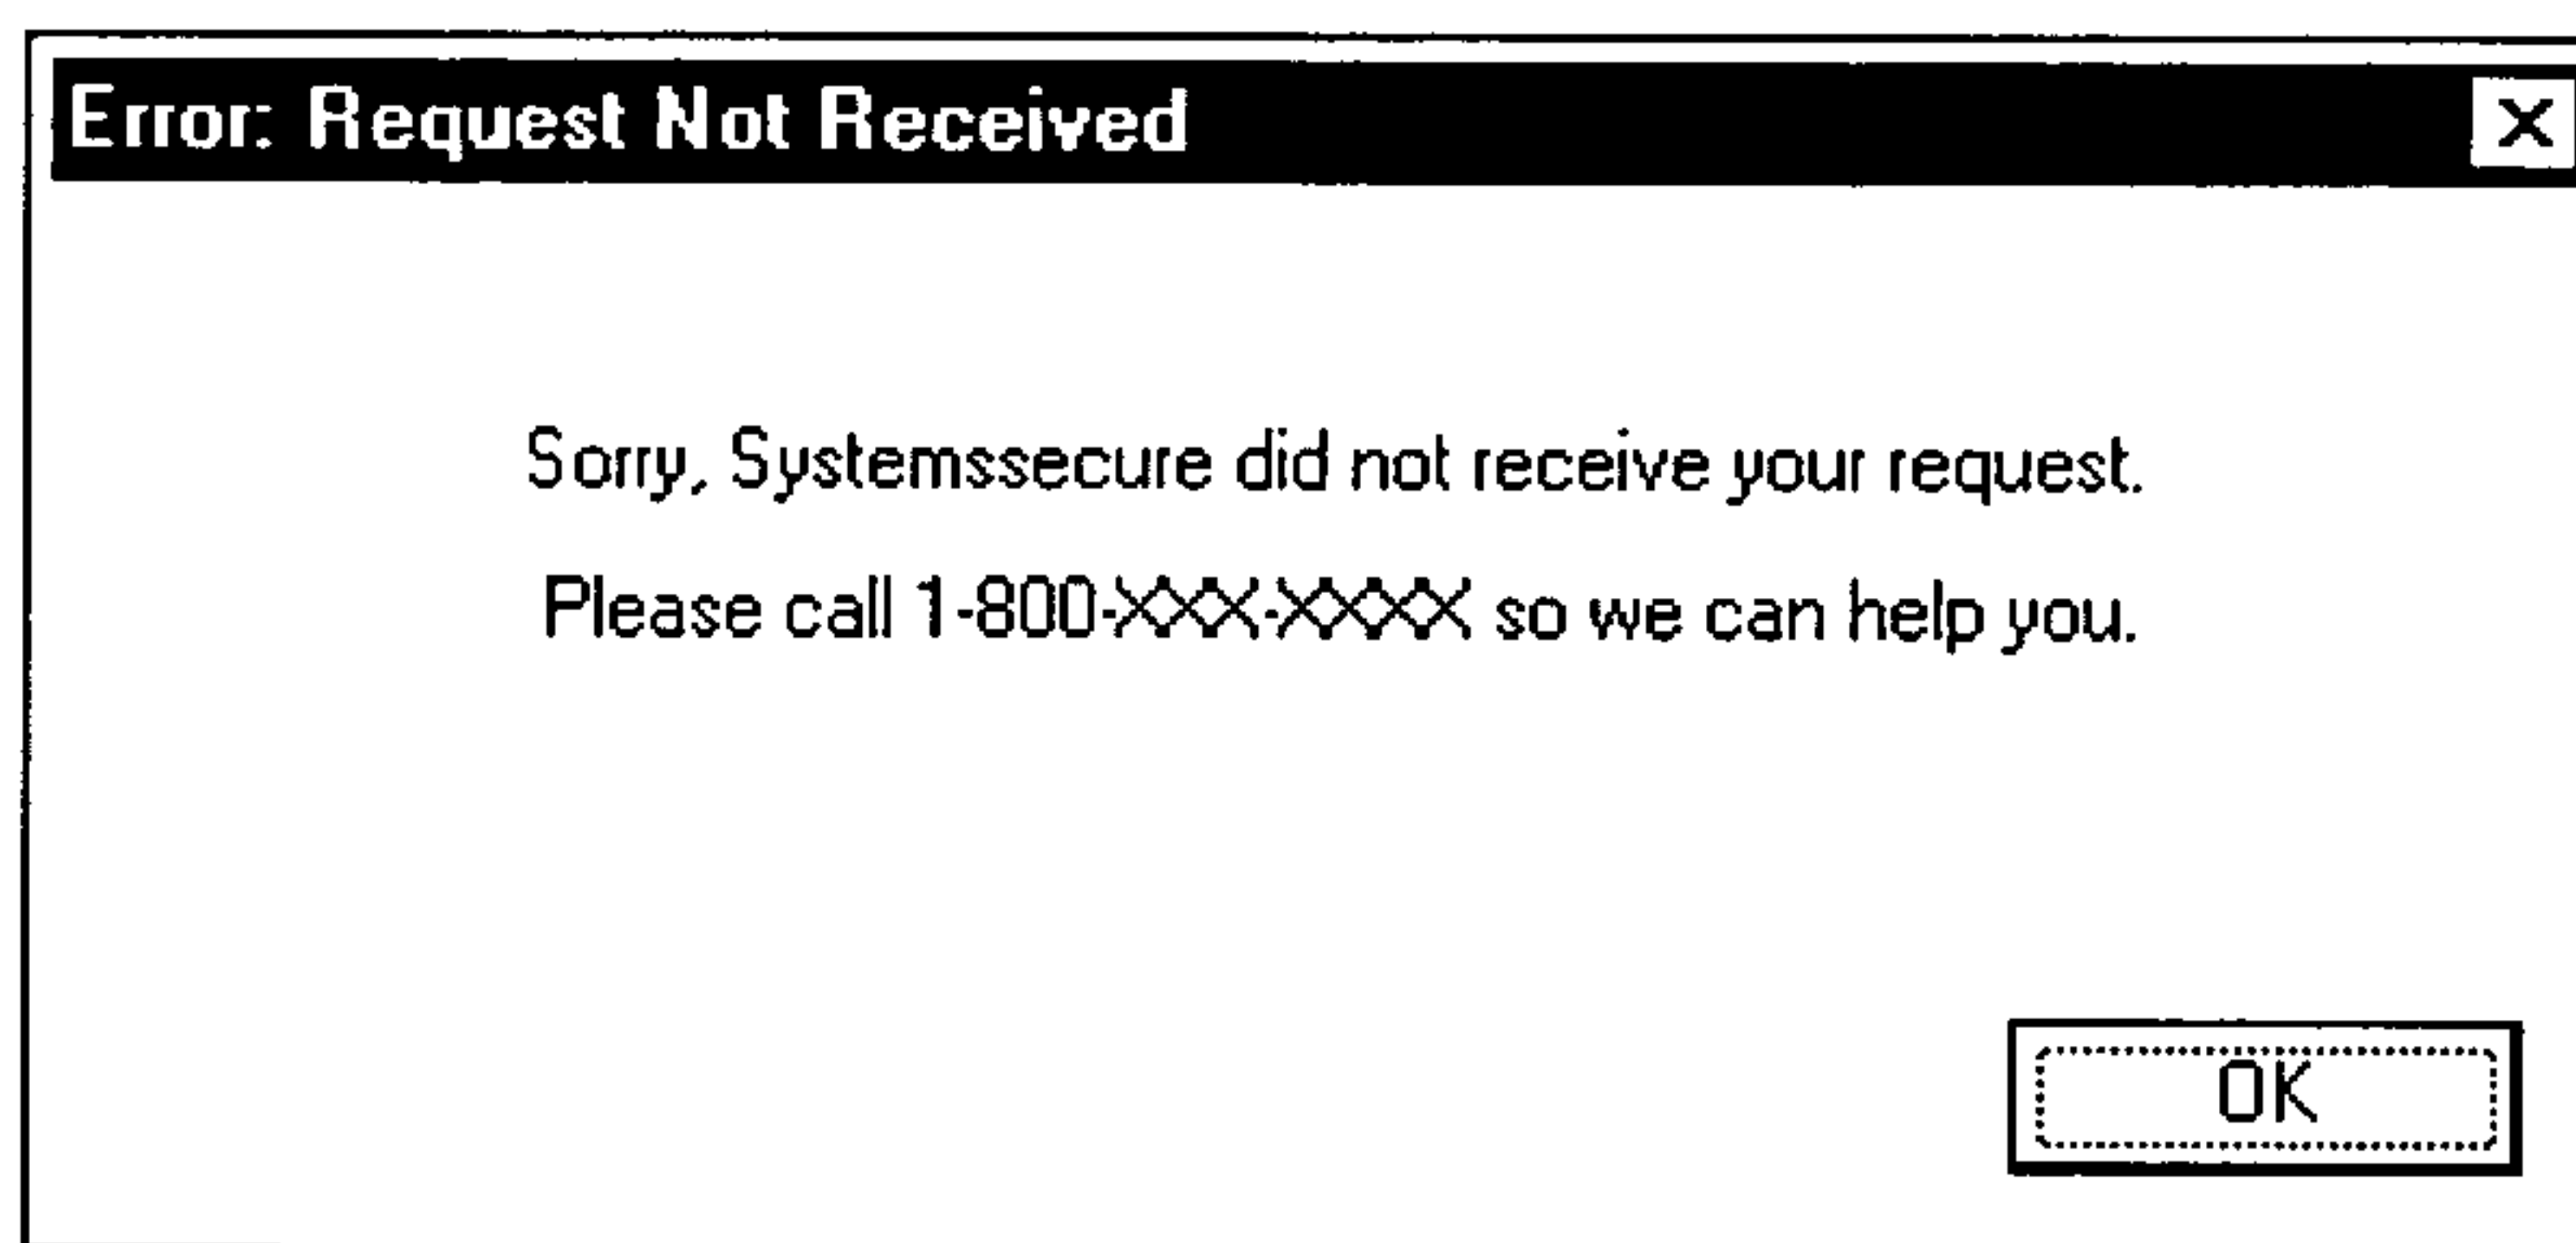 Error: Request Not Received
Sorry, Systemssecure did not receive your request.
Please call 1-800-XXX-XXXX so we can help you.
OK